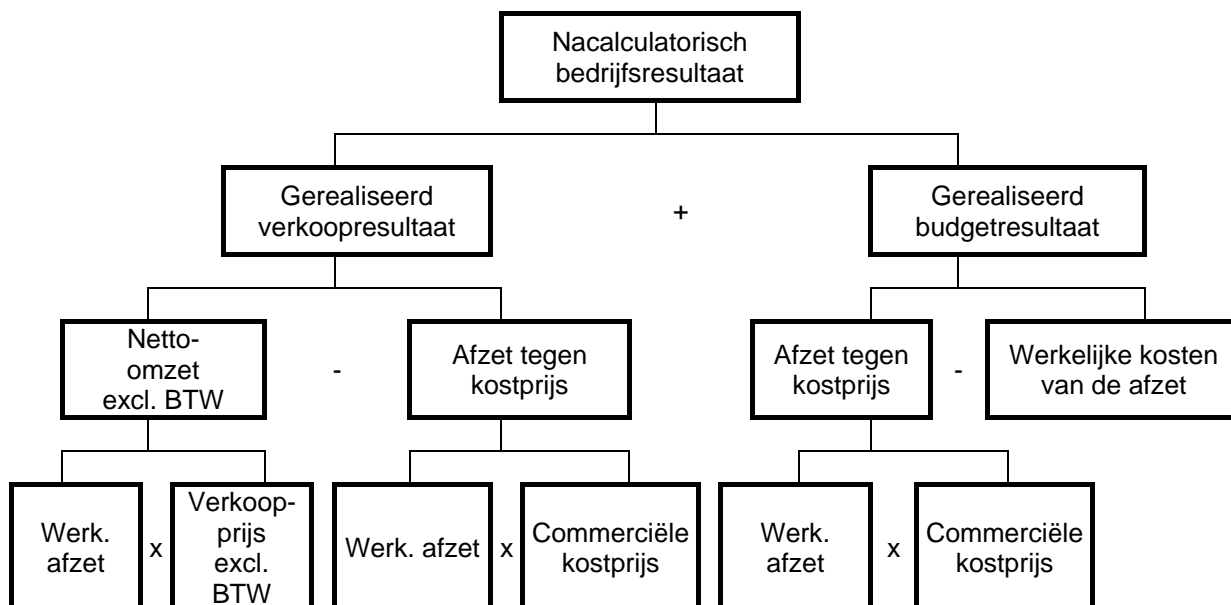 Nacalculatorisch
bedrijfsresultaat
Gerealiseerd
verkoopresultaat
+
Gerealiseerd
budgetresultaat
Netto-
omzet
excl. BTW
-
Afzet tegen
kostprijs
Afzet tegen
kostprijs
-
Werkelijke kosten
van de afzet
Werk.
afzet
x
Verkoop-
prijs
excl.
BTW
Werk. afzet
x
Commerciële
kostprijs
Werk.
afzet
x
Commerciële
kostprijs